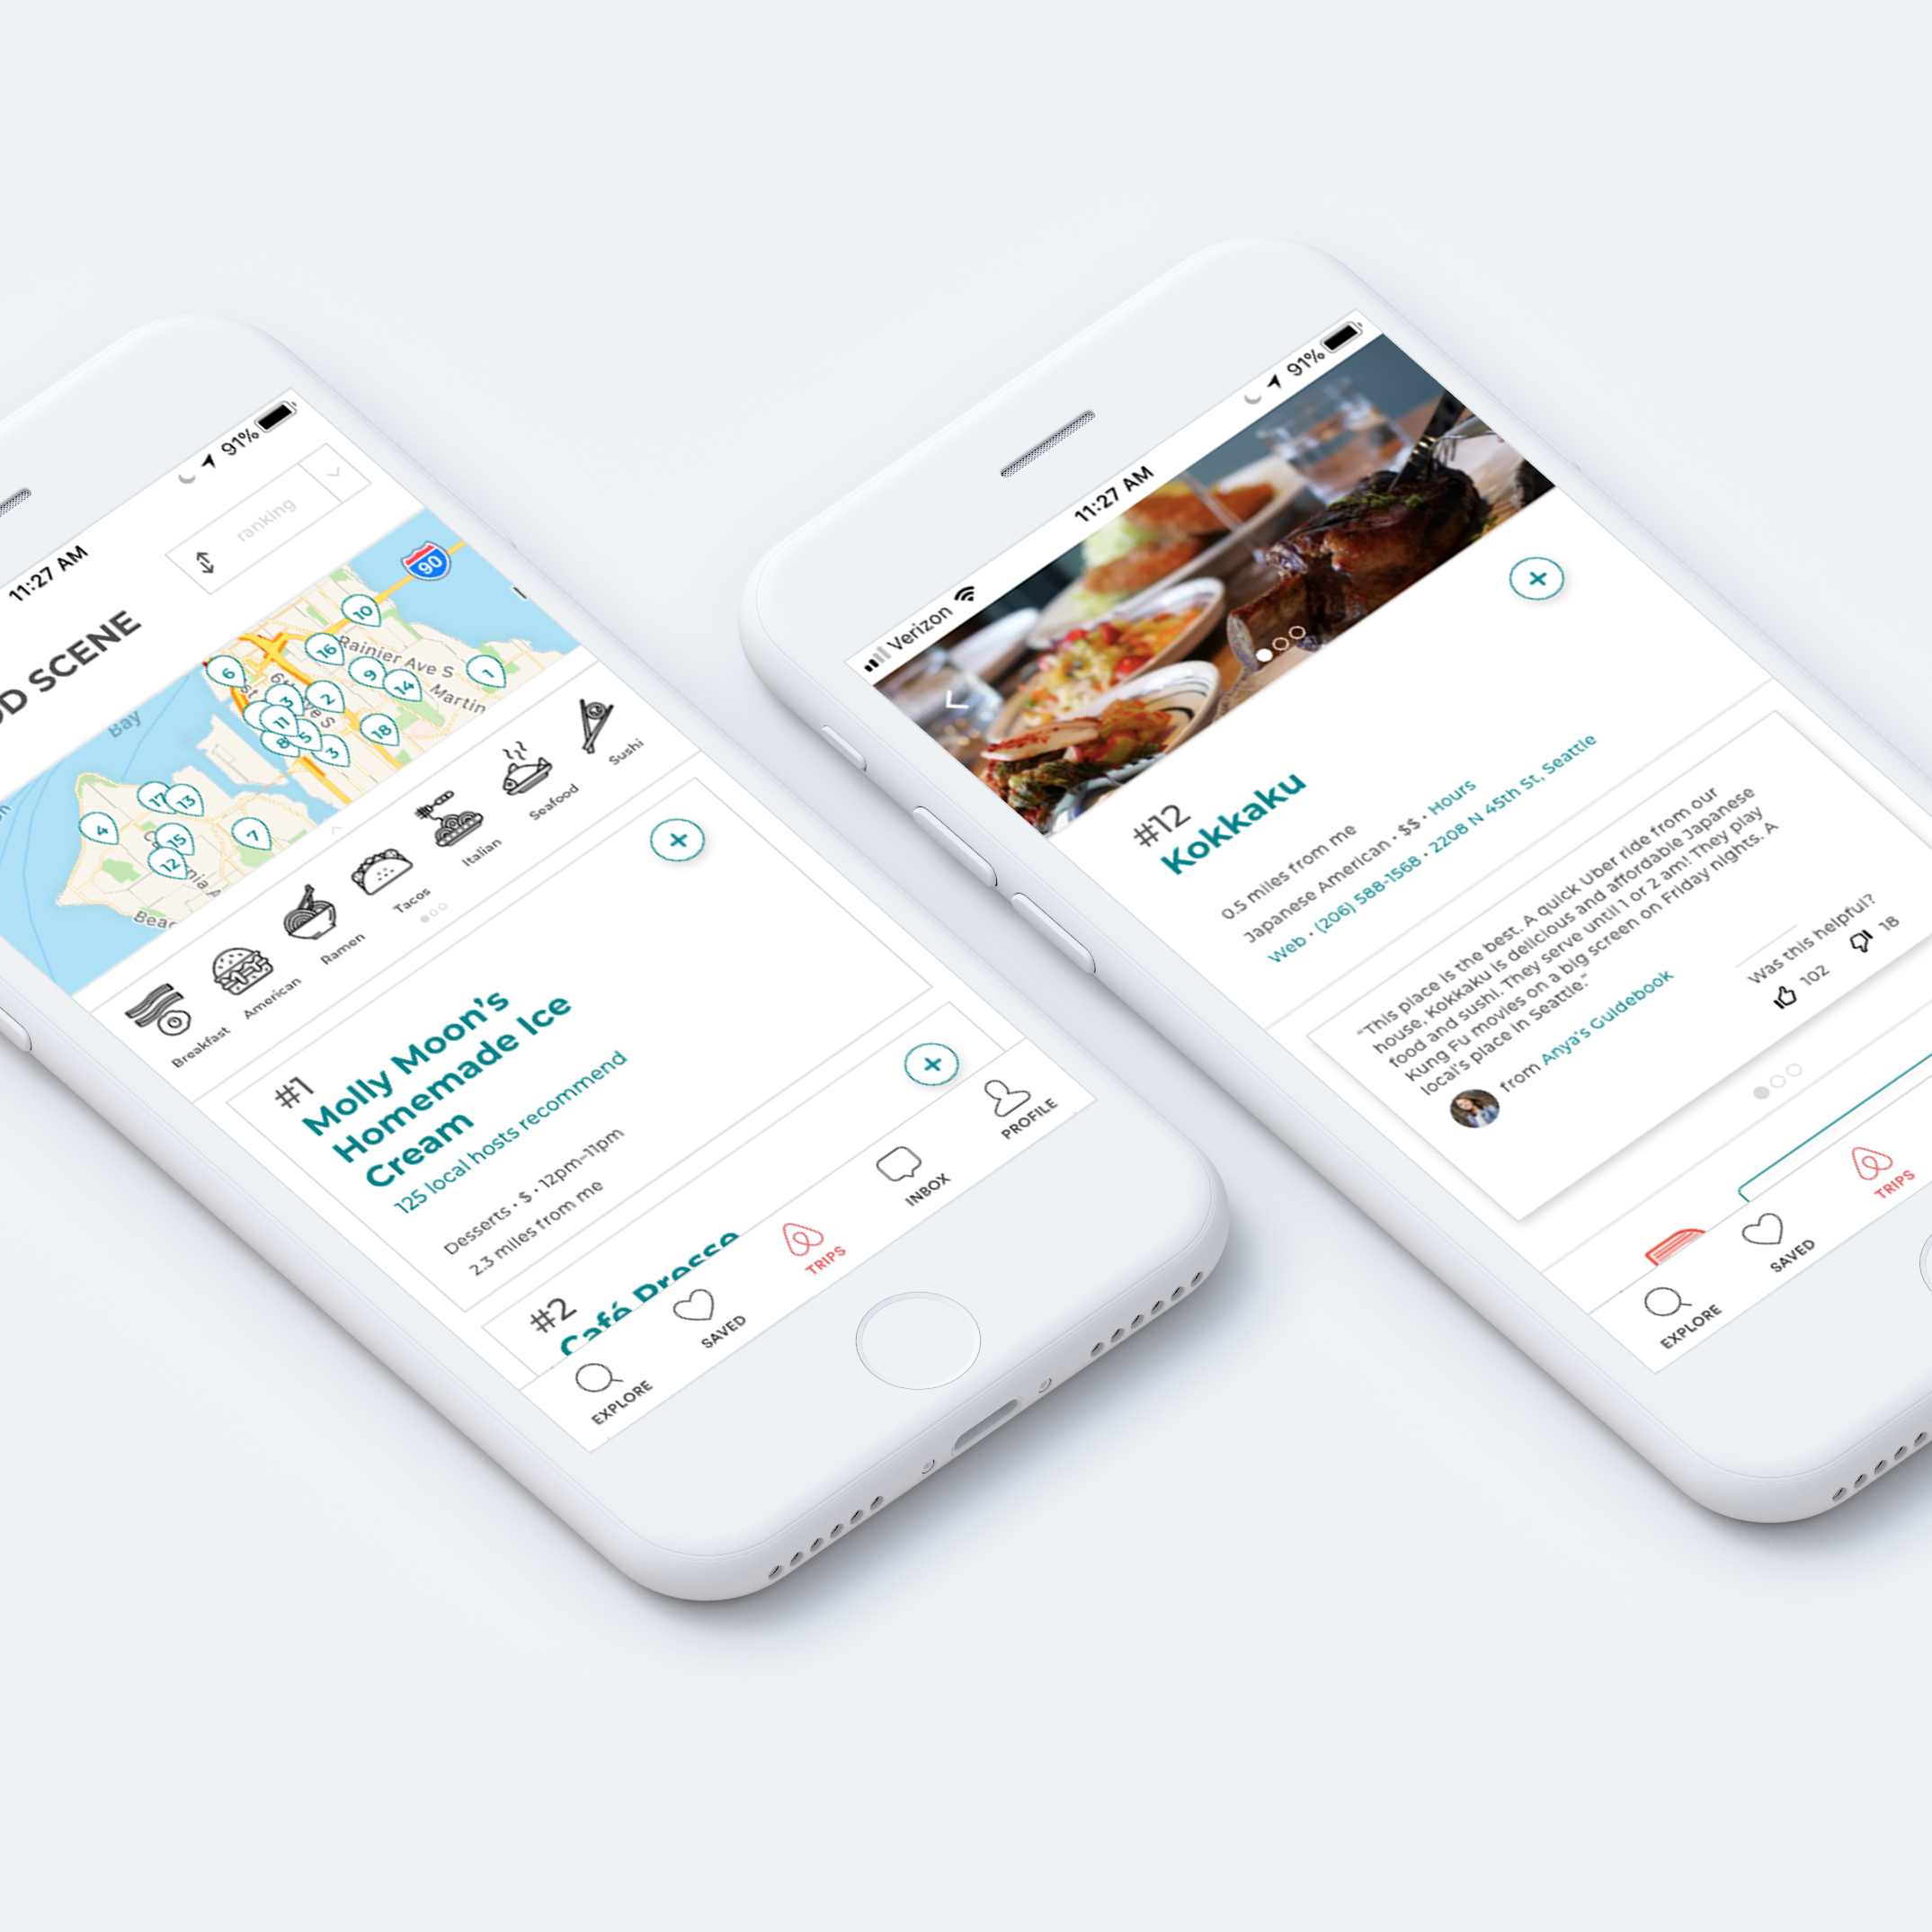 11:27 AM
91%
OD SCENE
ranking
90
Bay
Rainier Ave S
Martin
10
16
6
9
14
1
2
3
11
8
5
3
18
17
13
4
15
12
7
Breakfast
American
Ramen
Tacos
Italian
Seafood
Sushi
#1
Molly Moon's
Homemade Ice
Cream
125 local hosts recommend
Desserts • $ • 12pm-11pm
2.3 miles from me
#2
Café Presse
EXPLORE
SAVED
TRIPS
INBOX
PROFILE
Verizon
11:27 AM
91%
#12
Kokkaku
0.5 miles from me
Japanese American • $$ • Hours
Web • (206) 588-1568 • 2208 N 45th St, Seattle
"This place is the best. A quick Uber ride from our
house, Kokkaku is delicious and affordable Japanese
food and sushi. They serve until 1 or 2 am! They play
Kung Fu movies on a big screen on Friday nights. A
local's place in Seattle."
from Anya's Guidebook
Was this helpful?
102
18
EXPLORE
SAVED
TRIPS